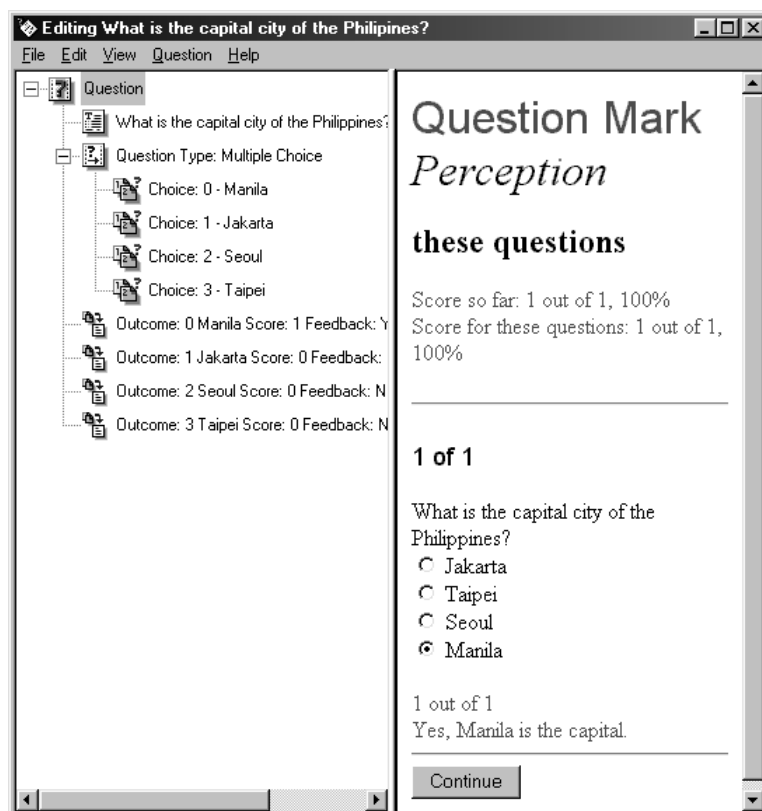 Editing What is the capital city of the Philipines?
File Edit View Question Help
Question
What is the capital city of the Philippines?
Question Type: Multiple Choice
Choice: 0 - Manila
Choice: 1 - Jakarta
Choice: 2 - Seoul
Choice: 3 - Taipei
Outcome: 0 Manila Score: 1 Feedback: Y
Outcome: 1 Jakarta Score: 0 Feedback:
Outcome: 2 Seoul Score: 0 Feedback: N
Outcome: 3 Taipei Score: 0 Feedback: N
Question Mark
Perception
these questions
Score so far: 1 out of 1, 100%
Score for these questions: 1 out of 1,
100%
1 of 1
What is the capital city of the
Philippines?
Jakarta
Taipei
Seoul
Manila
1 out of 1
Yes, Manila is the capital.
Continue